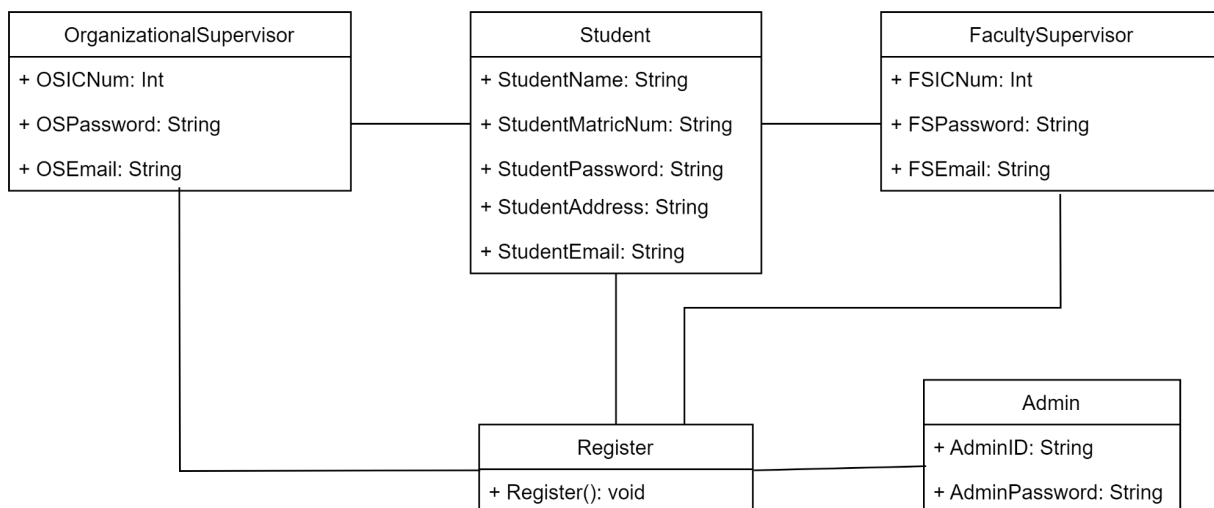 OrganizationalSupervisor
+ OSICNum: Int
+ OSPassword: String
+ OSEmail: String
Student
+ StudentName: String
+ StudentMatricNum: String
+ StudentPassword: String
+ StudentAddress: String
+ StudentEmail: String
FacultySupervisor
+ FSICNum: Int
+ FSPassword: String
+ FSEmail: String
Register
+ Register(): void
Admin
+ AdminID: String
+ AdminPassword: String